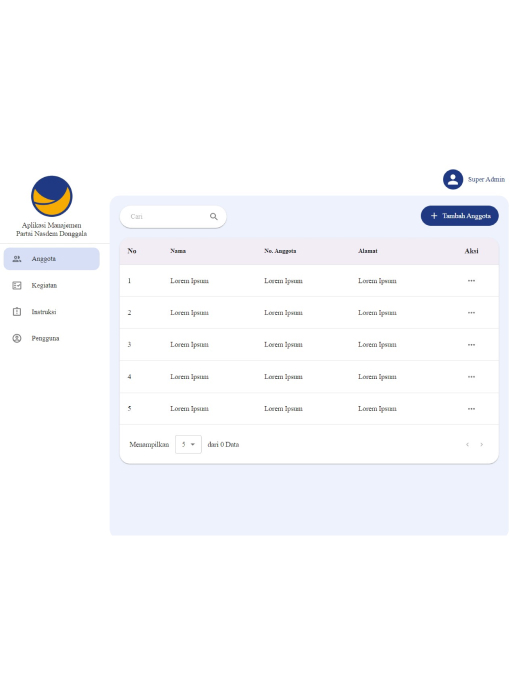 Super Admin
Aplikasi Manajemen
Partai Nasdem Donggala
Cari
Tambah Anggota
Anggota
Kegiatan
Instruksi
Pengguna
No Nama No. Anggota Alamat Aksi
1 Lorem Ipsum Lorem Ipsum Lorem Ipsum ...
2 Lorem Ipsum Lorem Ipsum Lorem Ipsum ...
3 Lorem Ipsum Lorem Ipsum Lorem Ipsum ...
4 Lorem Ipsum Lorem Ipsum Lorem Ipsum ...
5 Lorem Ipsum Lorem Ipsum Lorem Ipsum ...
Menampilkan 5 dari 0 Data